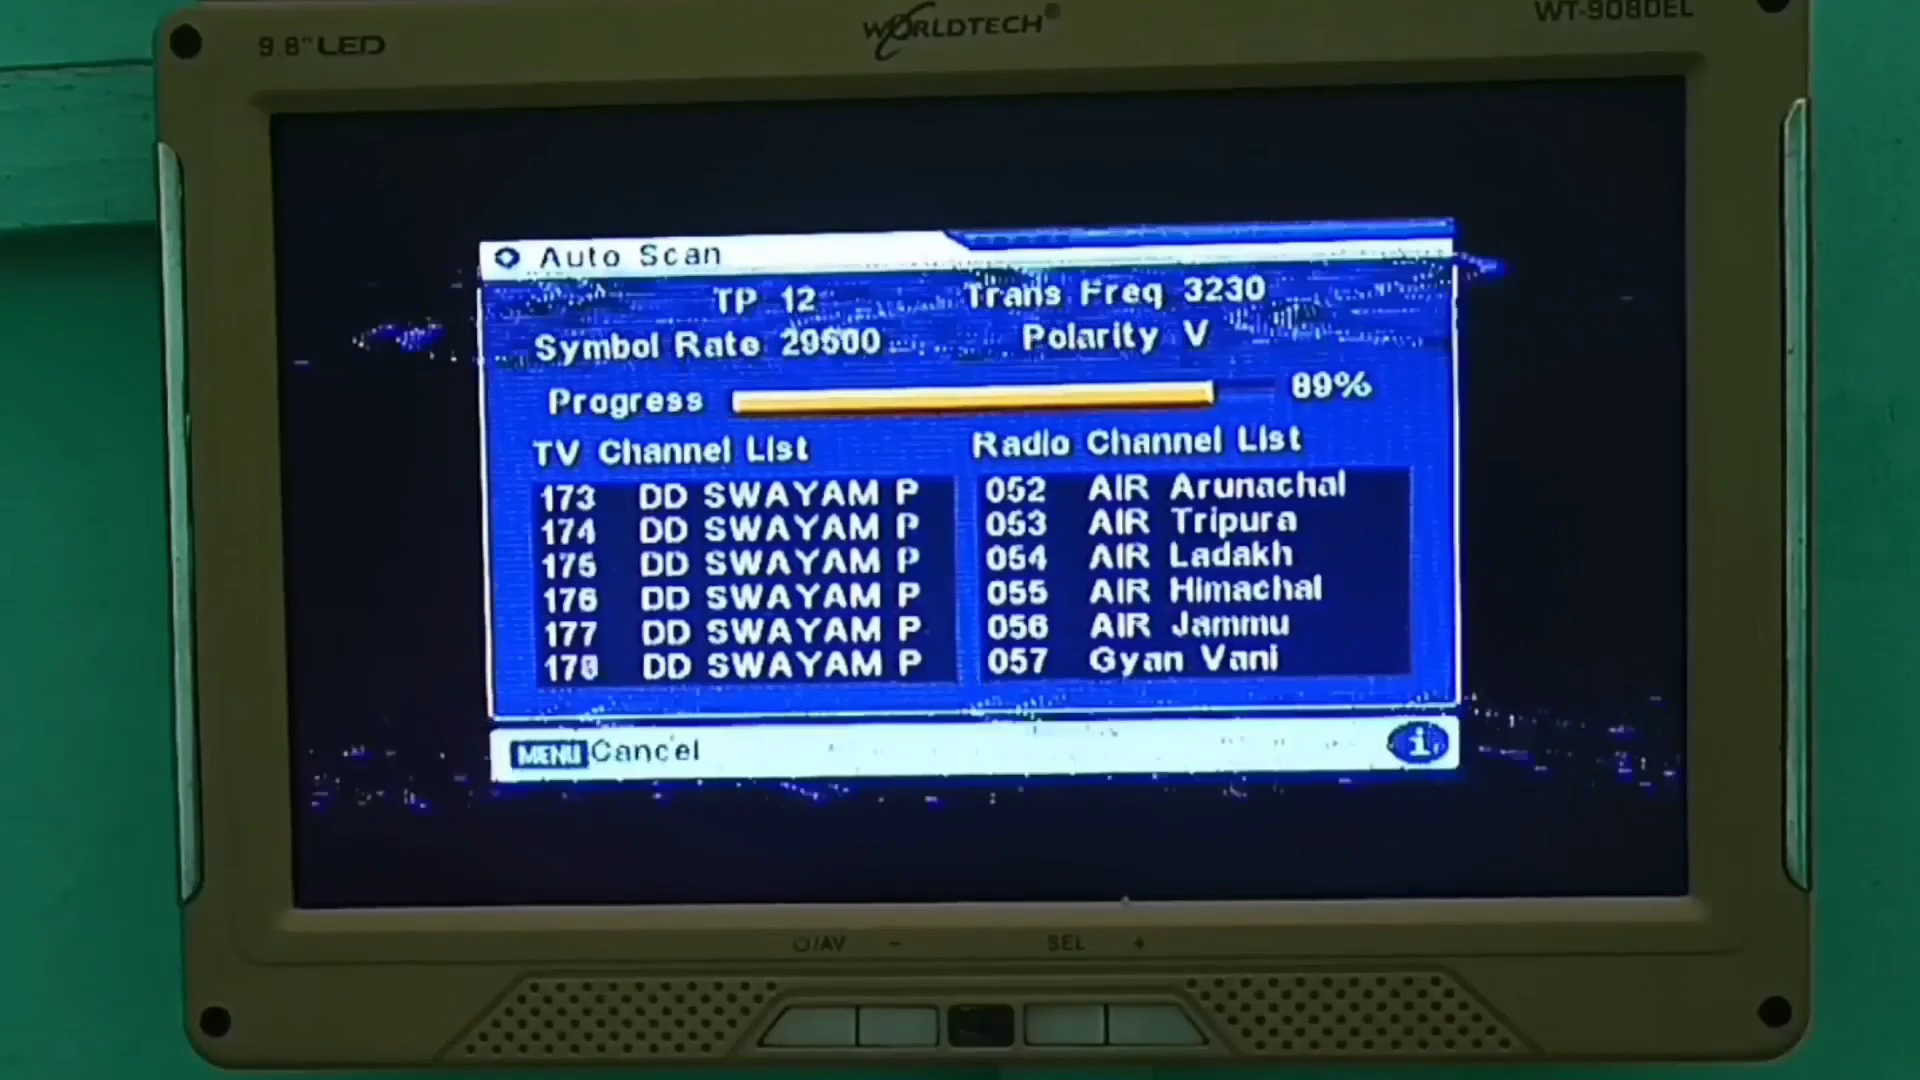 9.8" LED WORLDTECH® WT-9080EL
Auto Scan
TP 12 Trans Freq 3230
Symbol Rate 29500 Polarity V
Progress 89%
TV Channel List Radio Channel List
173 DD SWAYAM P 052 AIR Arunachal
174 DD SWAYAM P 053 AIR Tripura
175 DD SWAYAM P 054 AIR Ladakh
176 DD SWAYAM P 055 AIR Himachal
177 DD SWAYAM P 056 AIR Jammu
178 DD SWAYAM P 057 Gyan Vani
MENU Cancel i
⏻/AV - SEL +